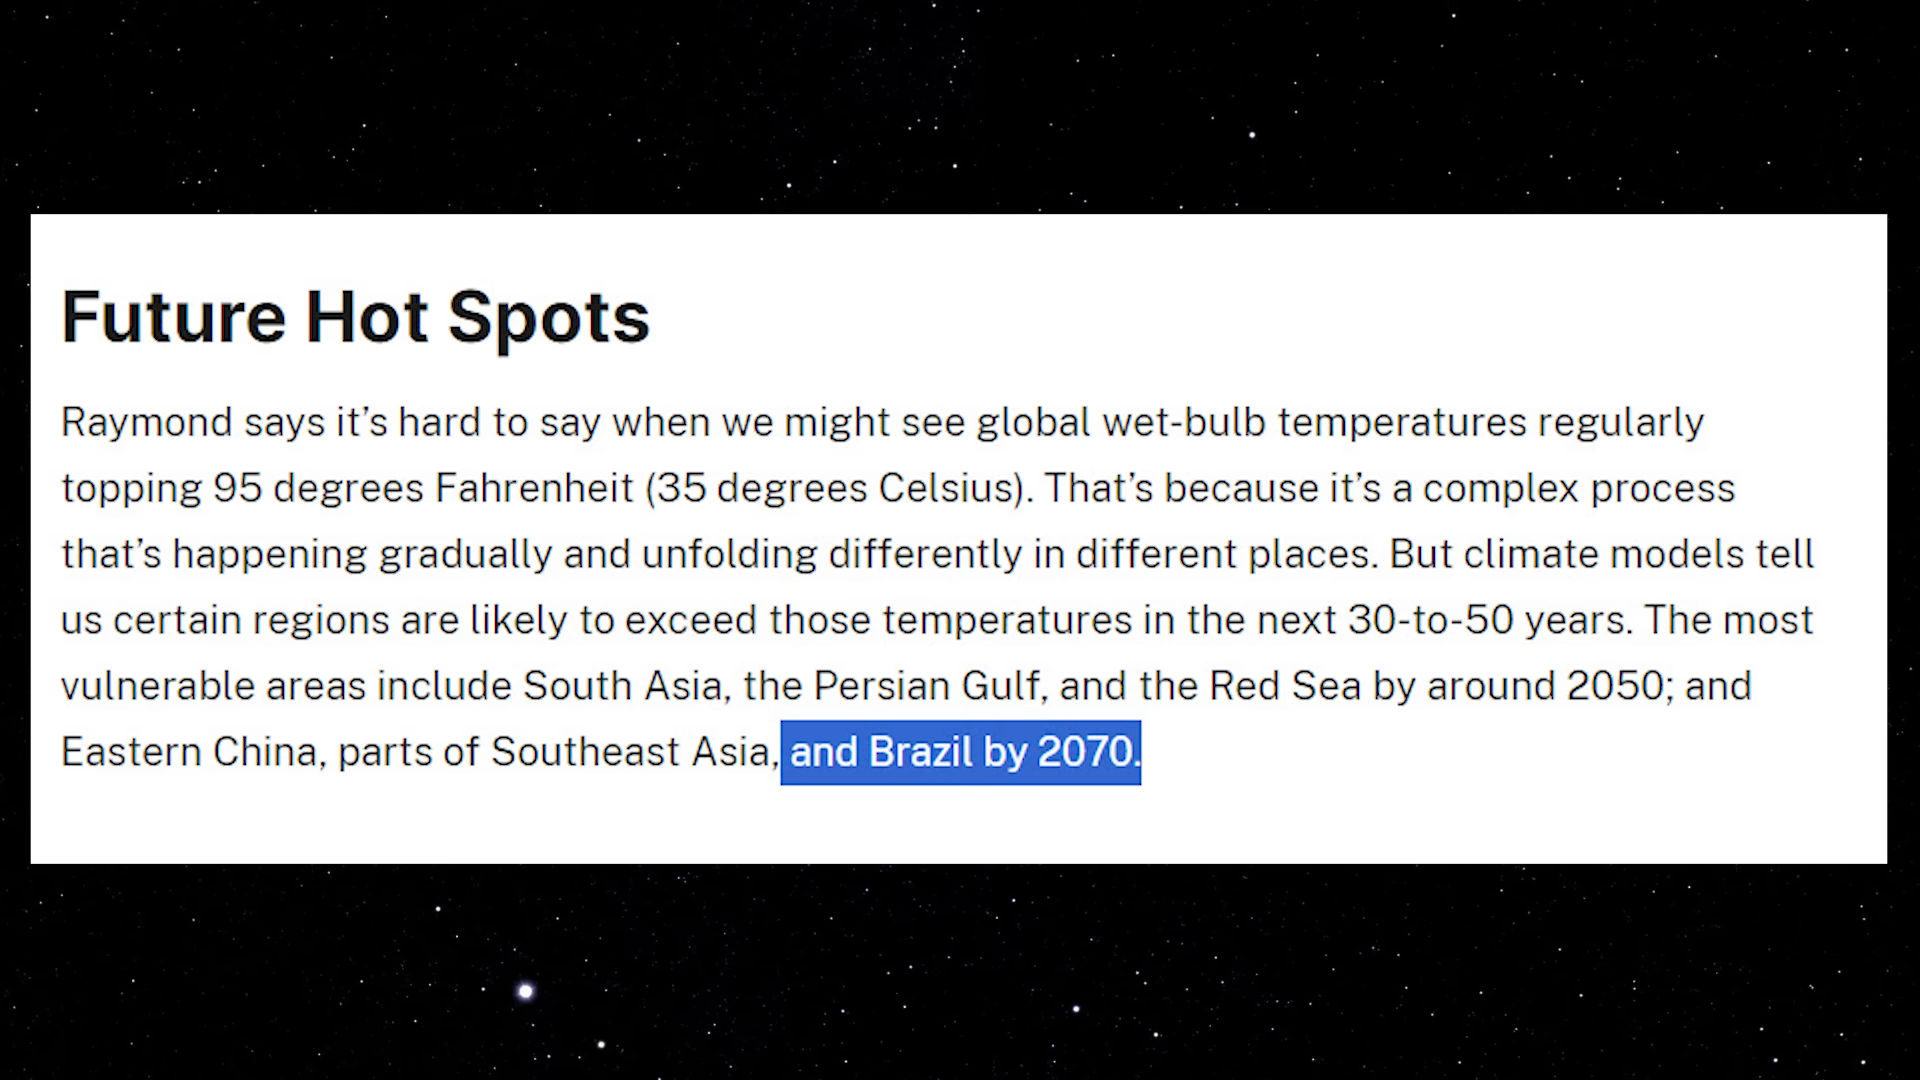 Future Hot Spots
Raymond says it’s hard to say when we might see global wet-bulb temperatures regularly
topping 95 degrees Fahrenheit (35 degrees Celsius). That’s because it’s a complex process
that’s happening gradually and unfolding differently in different places. But climate models tell
us certain regions are likely to exceed those temperatures in the next 30-to-50 years. The most
vulnerable areas include South Asia, the Persian Gulf, and the Red Sea by around 2050; and
Eastern China, parts of Southeast Asia, and Brazil by 2070.